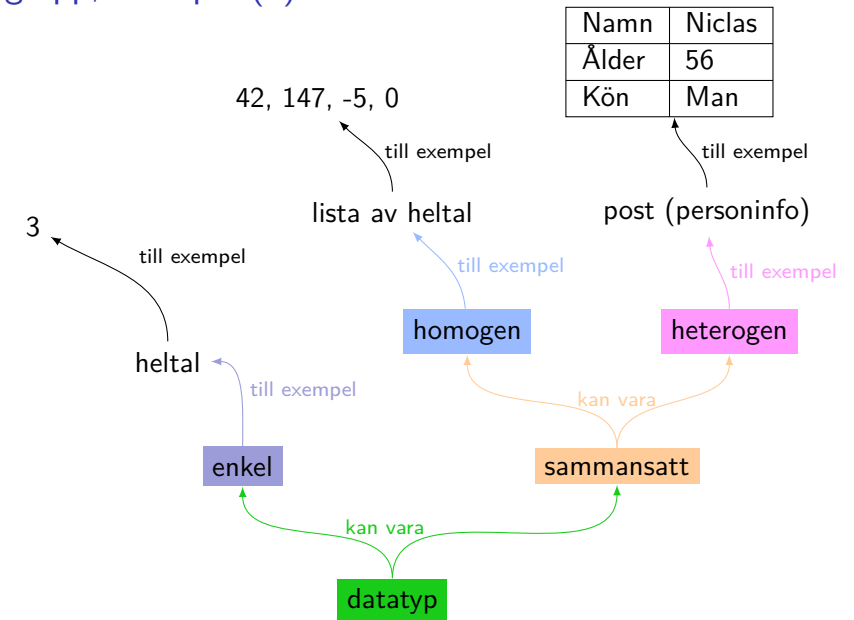 Namn Niclas
Ålder 56
Kön Man
42, 147, -5, 0
till exempel
till exempel
lista av heltal
post (personinfo)
3
till exempel
till exempel
till exempel
homogen
heterogen
heltal
till exempel
kan vara
enkel
sammansatt
kan vara
datatyp